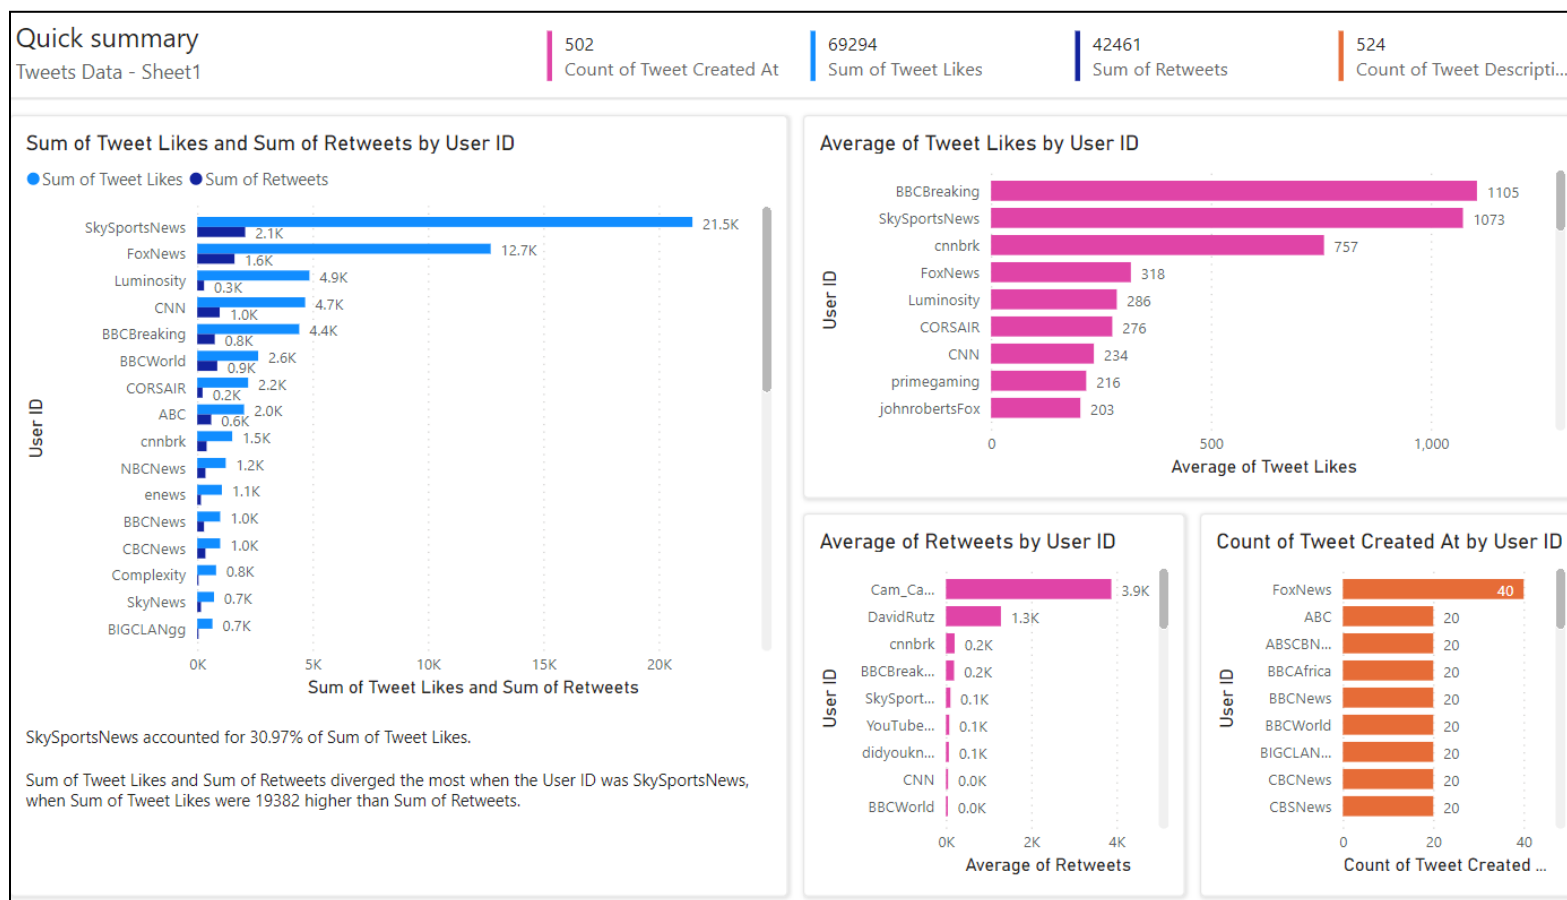 Quick summary
Tweets Data - Sheet1
502
Count of Tweet Created At
69294
Sum of Tweet Likes
42461
Sum of Retweets
524
Count of Tweet Descripti...
Sum of Tweet Likes and Sum of Retweets by User ID
Sum of Tweet Likes Sum of Retweets
User ID
SkySportsNews 21.5K
2.1K
FoxNews 12.7K
1.6K
Luminosity 4.9K
0.3K
CNN 4.7K
1.0K
BBCBreaking 4.4K
0.8K
BBCWorld 2.6K
0.9K
CORSAIR 2.2K
0.2K
ABC 2.0K
0.6K
cnnbrk 1.5K
NBCNews 1.2K
enews 1.1K
BBCNews 1.0K
CBCNews 1.0K
Complexity 0.8K
SkyNews 0.7K
BIGCLANgg 0.7K
0K 5K 10K 15K 20K
Sum of Tweet Likes and Sum of Retweets
SkySportsNews accounted for 30.97% of Sum of Tweet Likes.
Sum of Tweet Likes and Sum of Retweets diverged the most when the User ID was SkySportsNews,
when Sum of Tweet Likes were 19382 higher than Sum of Retweets.
Average of Tweet Likes by User ID
User ID
BBCBreaking 1105
SkySportsNews 1073
cnnbrk 757
FoxNews 318
Luminosity 286
CORSAIR 276
CNN 234
primegaming 216
johnrobertsFox 203
0 500 1,000
Average of Tweet Likes
Average of Retweets by User ID
User ID
Cam_Ca... 3.9K
DavidRutz 1.3K
cnnbrk 0.2K
BBCBreak... 0.2K
SkySport... 0.1K
YouTube... 0.1K
didyoukn... 0.1K
CNN 0.0K
BBCWorld 0.0K
0K 2K 4K
Average of Retweets
Count of Tweet Created At by User ID
User ID
FoxNews 40
ABC 20
ABSCBN... 20
BBCAfrica 20
BBCNews 20
BBCWorld 20
BIGCLAN... 20
CBCNews 20
CBSNews 20
0 20 40
Count of Tweet Created ...